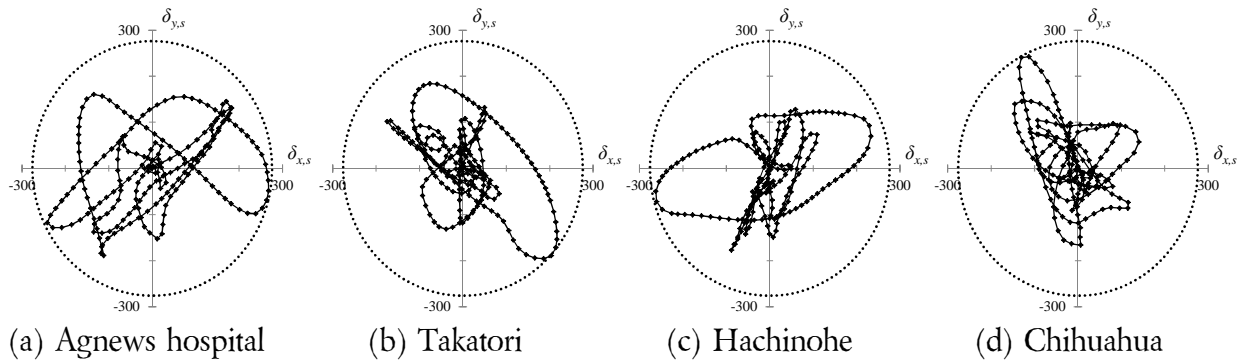 δy,s δy,s δy,s δy,s
300 300 300 300
δx,s δx,s δx,s δx,s
-300 300 -300 300 -300 300 -300 300
-300 -300 -300 -300
(a) Agnews hospital (b) Takatori (c) Hachinohe (d) Chihuahua